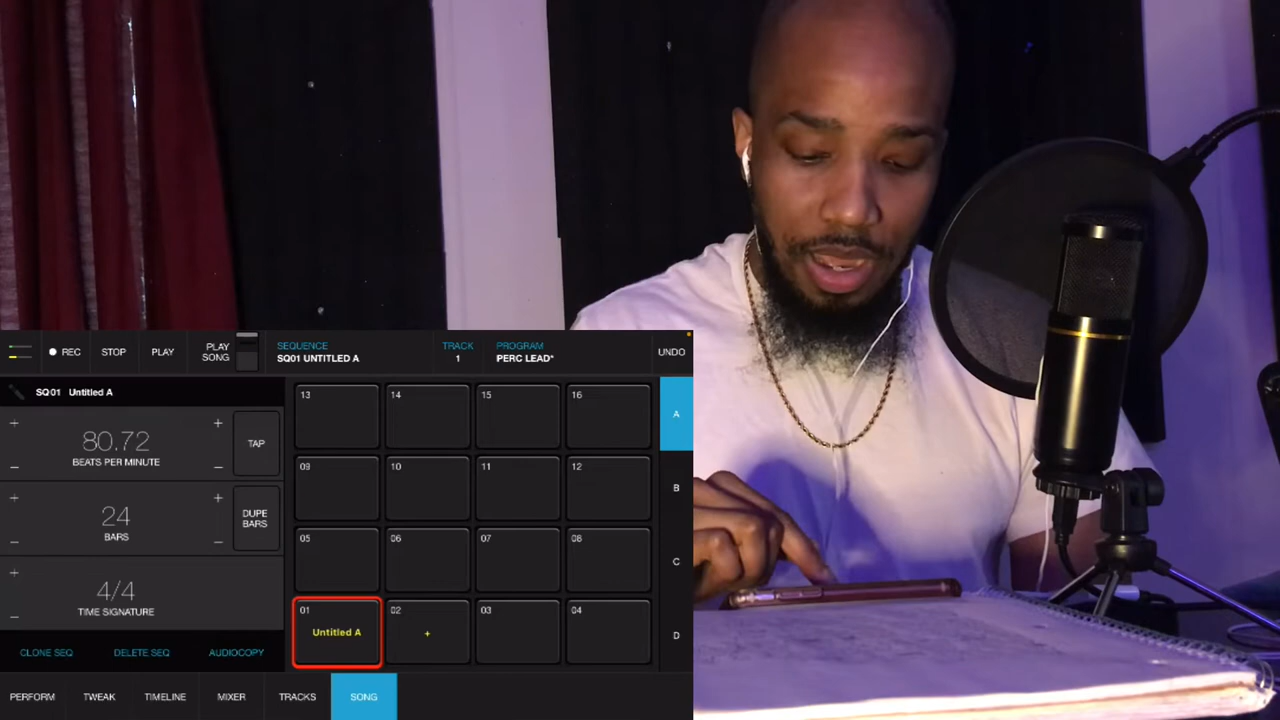 REC
STOP
PLAY
PLAY
SONG
SEQUENCE
SQ01 UNTITLED A
TRACK
1
PROGRAM
PERC LEAD*
UNDO
SQ01 Untitled A
+ 80.72 +
- BEATS PER MINUTE -
TAP
+ 24 +
- BARS -
DUPE
BARS
+ 4/4
- TIME SIGNATURE
CLONE SEQ DELETE SEQ AUDIOCOPY
13 14 15 16
09 10 11 12
05 06 07 08
01 02 03 04
Untitled A +
A
B
C
D
PERFORM TWEAK TIMELINE MIXER TRACKS SONG